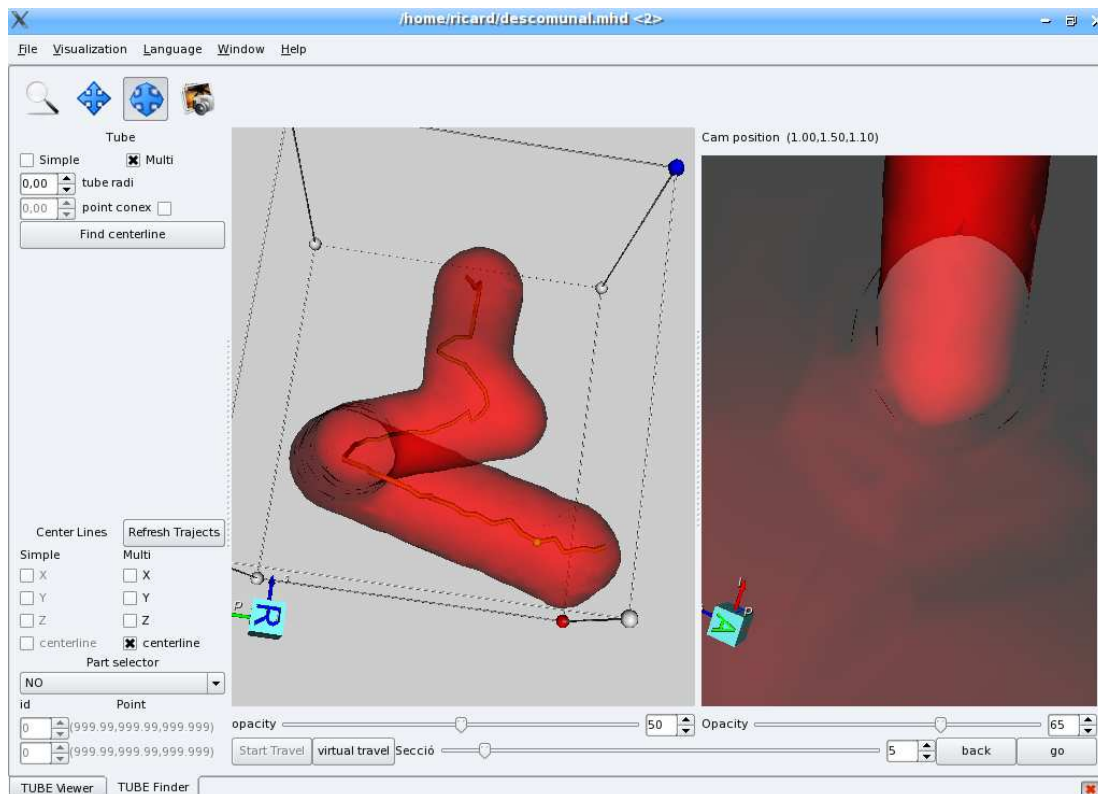 /home/ricard/descomunal.mhd <2>
File Visualization Language Window Help
Tube
Simple Multi
0,00 tube radi
0,00 point conex
Find centerline
Cam position (1.00,1.50,1.10)
Center Lines Refresh Trajects
Simple Multi
X X
Y Y
Z Z
centerline centerline
Part selector
NO
id Point
0 (999.99,999.99,999.999)
0 (999.99,999.99,999.999)
P R
A P
opacity 50 Opacity 65
Start Travel virtual travel Secció 5 back go
TUBE Viewer TUBE Finder